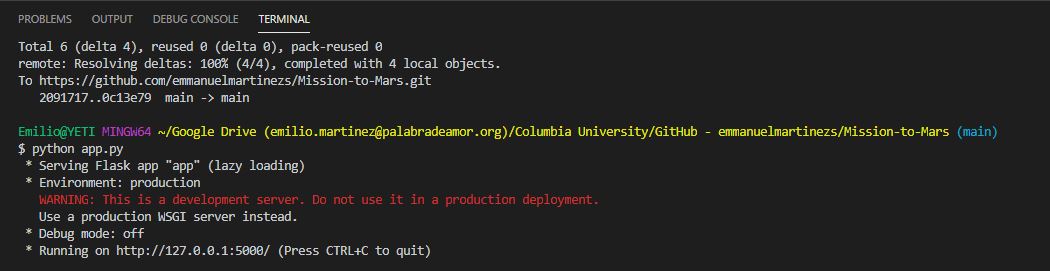 PROBLEMS OUTPUT DEBUG CONSOLE TERMINAL
Total 6 (delta 4), reused 0 (delta 0), pack-reused 0
remote: Resolving deltas: 100% (4/4), completed with 4 local objects.
To https://github.com/emmanuelmartinezs/Mission-to-Mars.git
   2091717..0c13e79  main -> main
Emilio@YETI MINGW64 ~/Google Drive (emilio.martinez@palabradeamor.org)/Columbia University/GitHub - emmanuelmartinezs/Mission-to-Mars (main)
$ python app.py
 * Serving Flask app "app" (lazy loading)
 * Environment: production
   WARNING: This is a development server. Do not use it in a production deployment.
   Use a production WSGI server instead.
 * Debug mode: off
 * Running on http://127.0.0.1:5000/ (Press CTRL+C to quit)